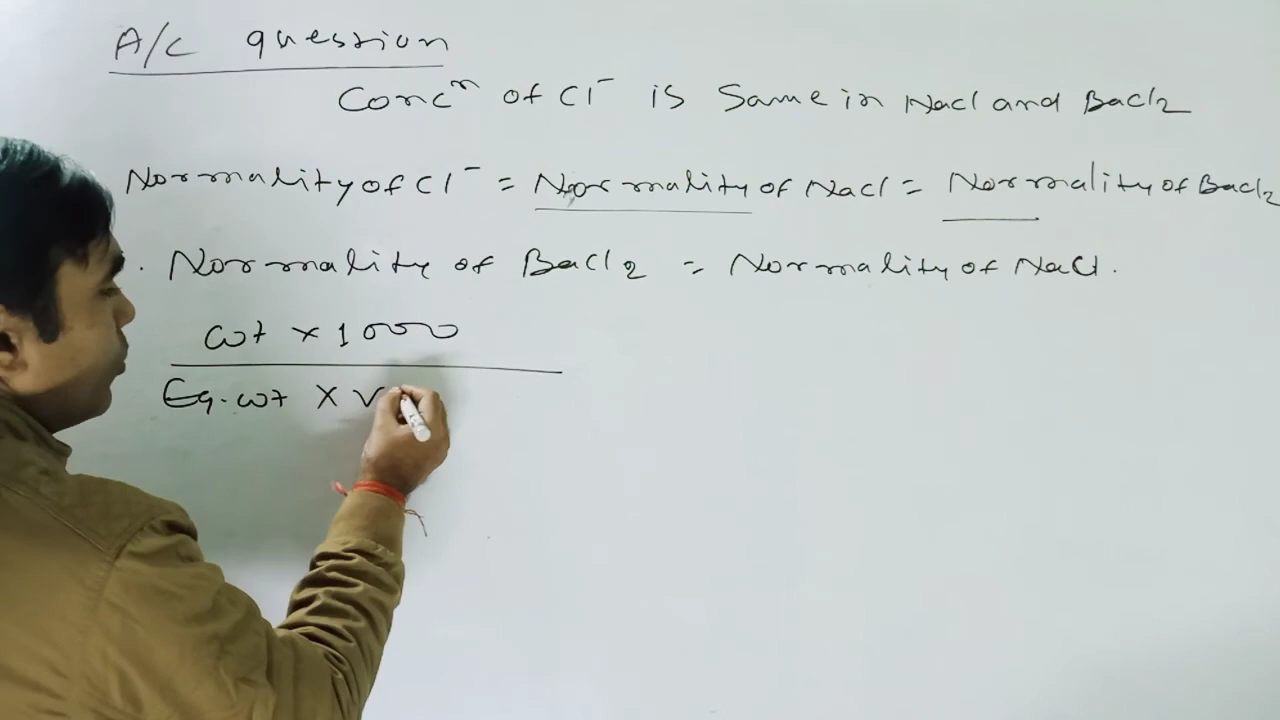 A/C question
Concn of Cl- is Same in Nacl and Bacl2
Normality of Cl- = Normality of Nacl = Normality of Bacl2
. Normality of Bacl2 = Normality of Nacl.
wt × 1000
Eq. wt × V